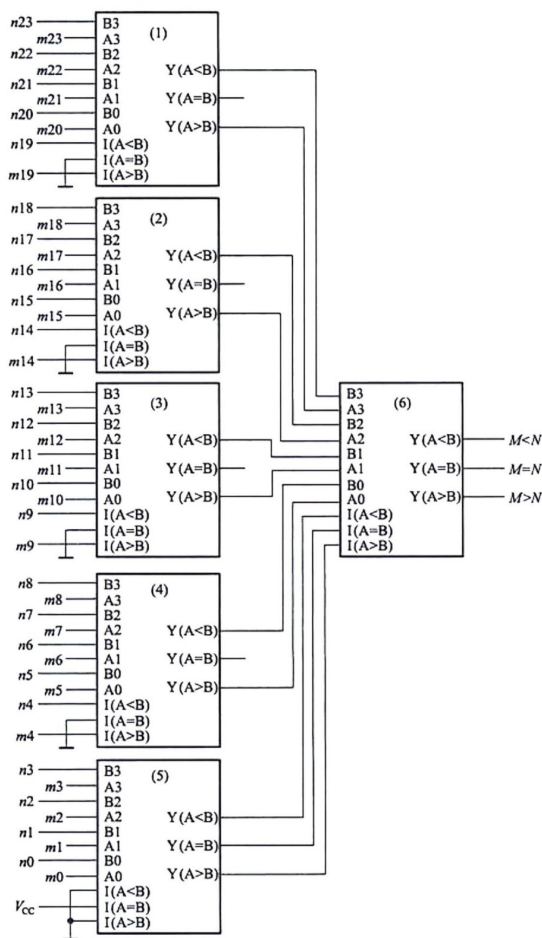 n23 B3 (1)
m23 A3
n22 B2
m22 A2 Y(A<B)
n21 B1
m21 A1 Y(A=B)
n20 B0
m20 A0 Y(A>B)
n19 I(A<B)
I(A=B)
m19 I(A>B)
n18 B3 (2)
m18 A3
n17 B2
m17 A2 Y(A<B)
n16 B1
m16 A1 Y(A=B)
n15 B0
m15 A0 Y(A>B)
n14 I(A<B)
I(A=B)
m14 I(A>B)
n13 B3 (3)
m13 A3
n12 B2
m12 A2 Y(A<B)
n11 B1
m11 A1 Y(A=B)
n10 B0
m10 A0 Y(A>B)
n9 I(A<B)
I(A=B)
m9 I(A>B)
B3 (6)
A3
B2
A2 Y(A<B) M<N
B1
A1 Y(A=B) M=N
B0
A0 Y(A>B) M>N
I(A<B)
I(A=B)
I(A>B)
n8 B3 (4)
m8 A3
n7 B2
m7 A2 Y(A<B)
n6 B1
m6 A1 Y(A=B)
n5 B0
m5 A0 Y(A>B)
n4 I(A<B)
I(A=B)
m4 I(A>B)
n3 B3 (5)
m3 A3
n2 B2
m2 A2 Y(A<B)
n1 B1
m1 A1 Y(A=B)
n0 B0
m0 A0 Y(A>B)
I(A<B)
VCC I(A=B)
I(A>B)